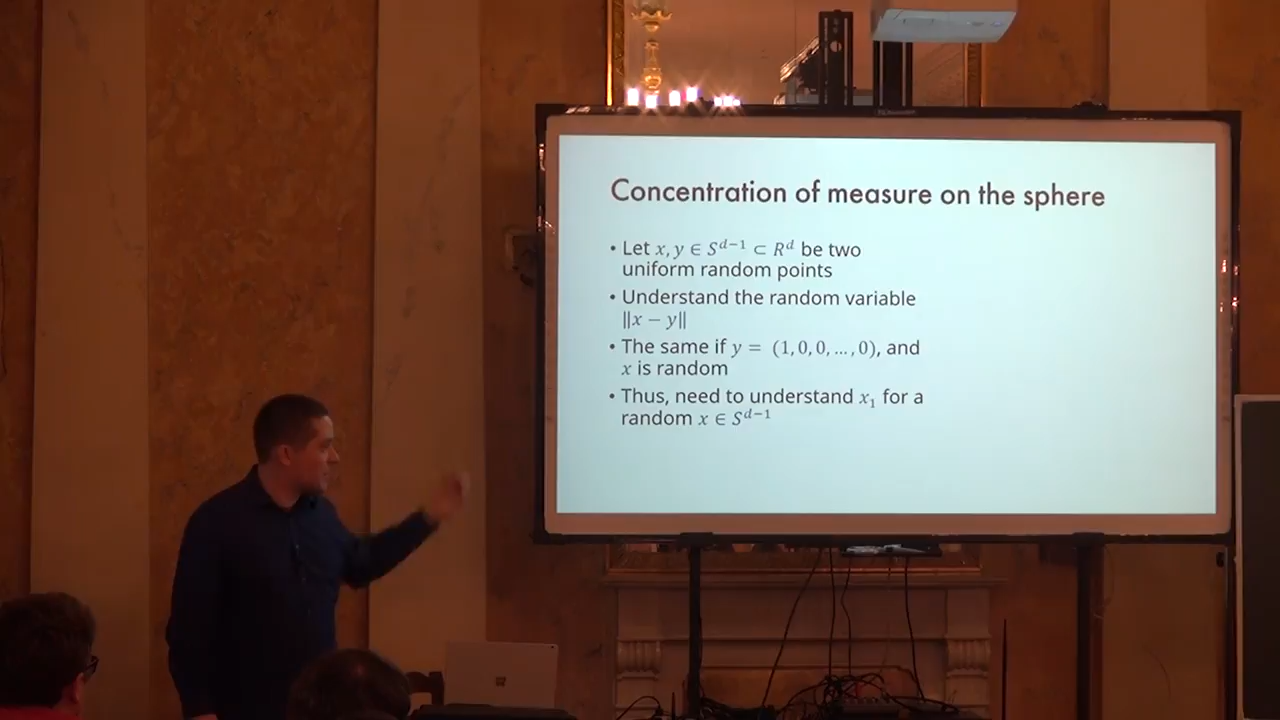 Concentration of measure on the sphere
• Let x, y ∈ S^{d−1} ⊂ R^d be two
uniform random points
• Understand the random variable
‖x − y‖
• The same if y = (1, 0, 0, …, 0), and
x is random
• Thus, need to understand x₁ for a
random x ∈ S^{d−1}